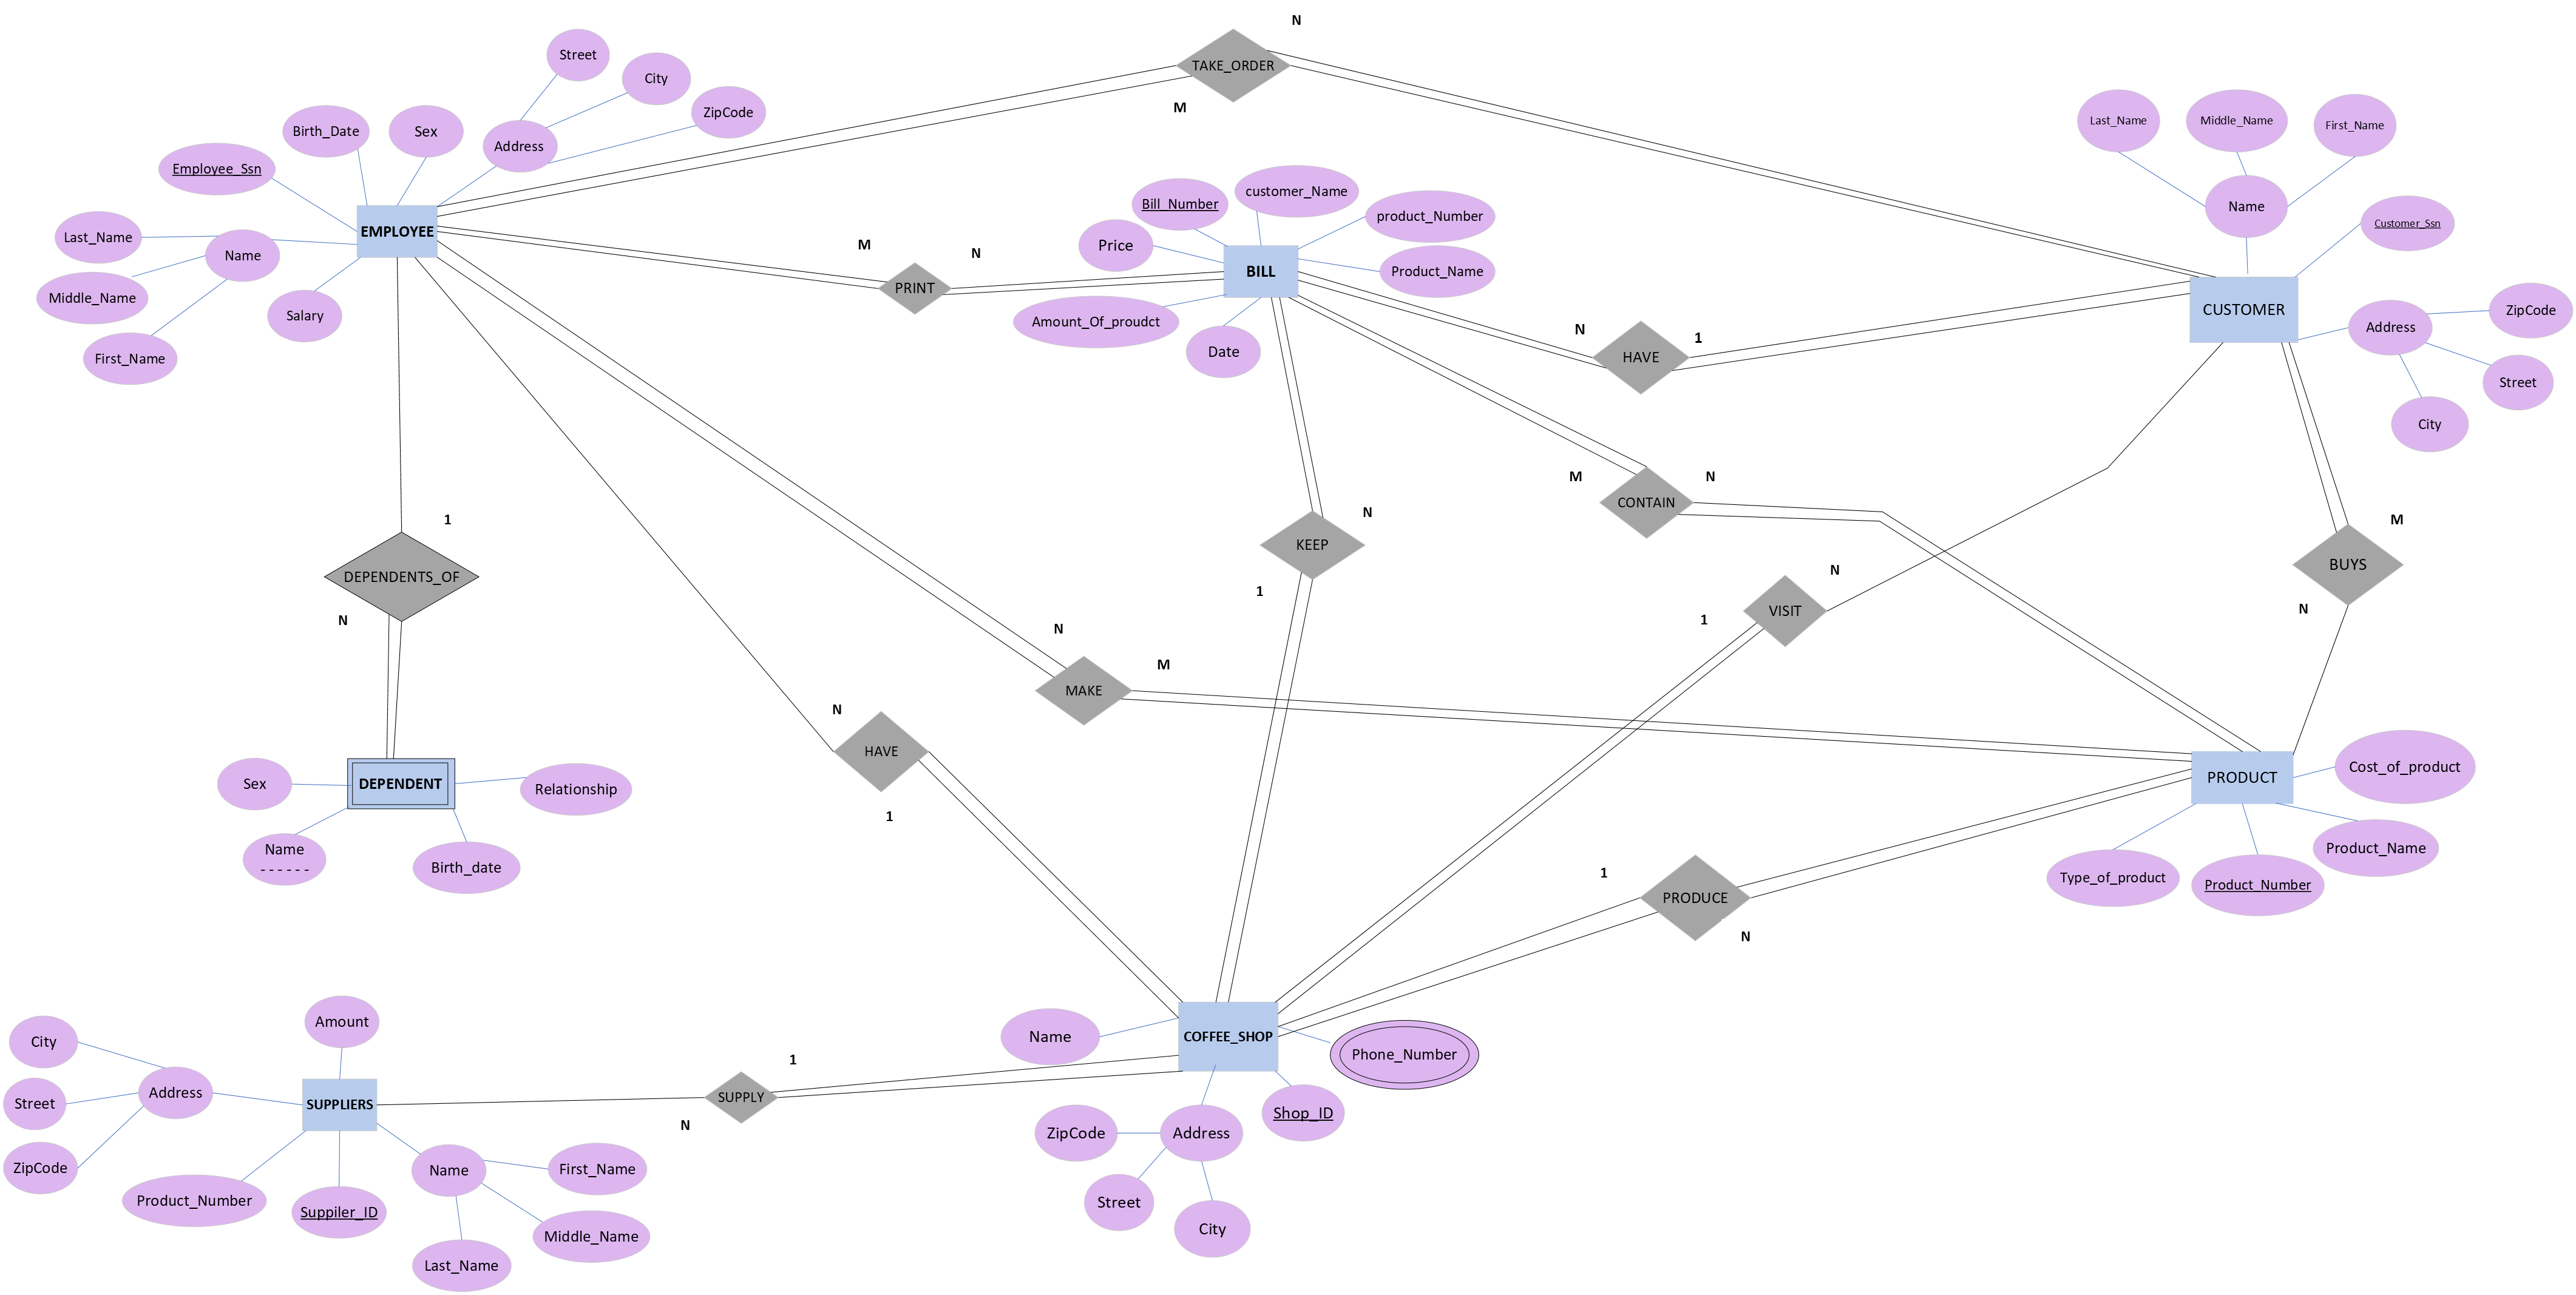 N
TAKE_ORDER
M
Street
City
ZipCode
Birth_Date
Sex
Address
Employee_Ssn
EMPLOYEE
Last_Name
Name
Middle_Name
First_Name
Salary
M
PRINT
N
Bill_Number
customer_Name
product_Number
Price
BILL
Product_Name
Amount_Of_proudct
Date
N
HAVE
1
Last_Name
Middle_Name
First_Name
Name
Customer_Ssn
CUSTOMER
ZipCode
Address
Street
City
1
DEPENDENTS_OF
N
DEPENDENT
Sex
Relationship
Name
- - - - - -
Birth_date
N
HAVE
1
N
MAKE
M
N
KEEP
1
M
CONTAIN
N
N
VISIT
1
M
BUYS
N
PRODUCT
Cost_of_product
Product_Name
Type_of_product
Product_Number
1
PRODUCE
N
COFFEE_SHOP
Name
Phone_Number
Shop_ID
ZipCode
Address
Street
City
1
SUPPLY
N
Amount
City
Address
Street
SUPPLIERS
ZipCode
Product_Number
Suppiler_ID
Name
First_Name
Middle_Name
Last_Name